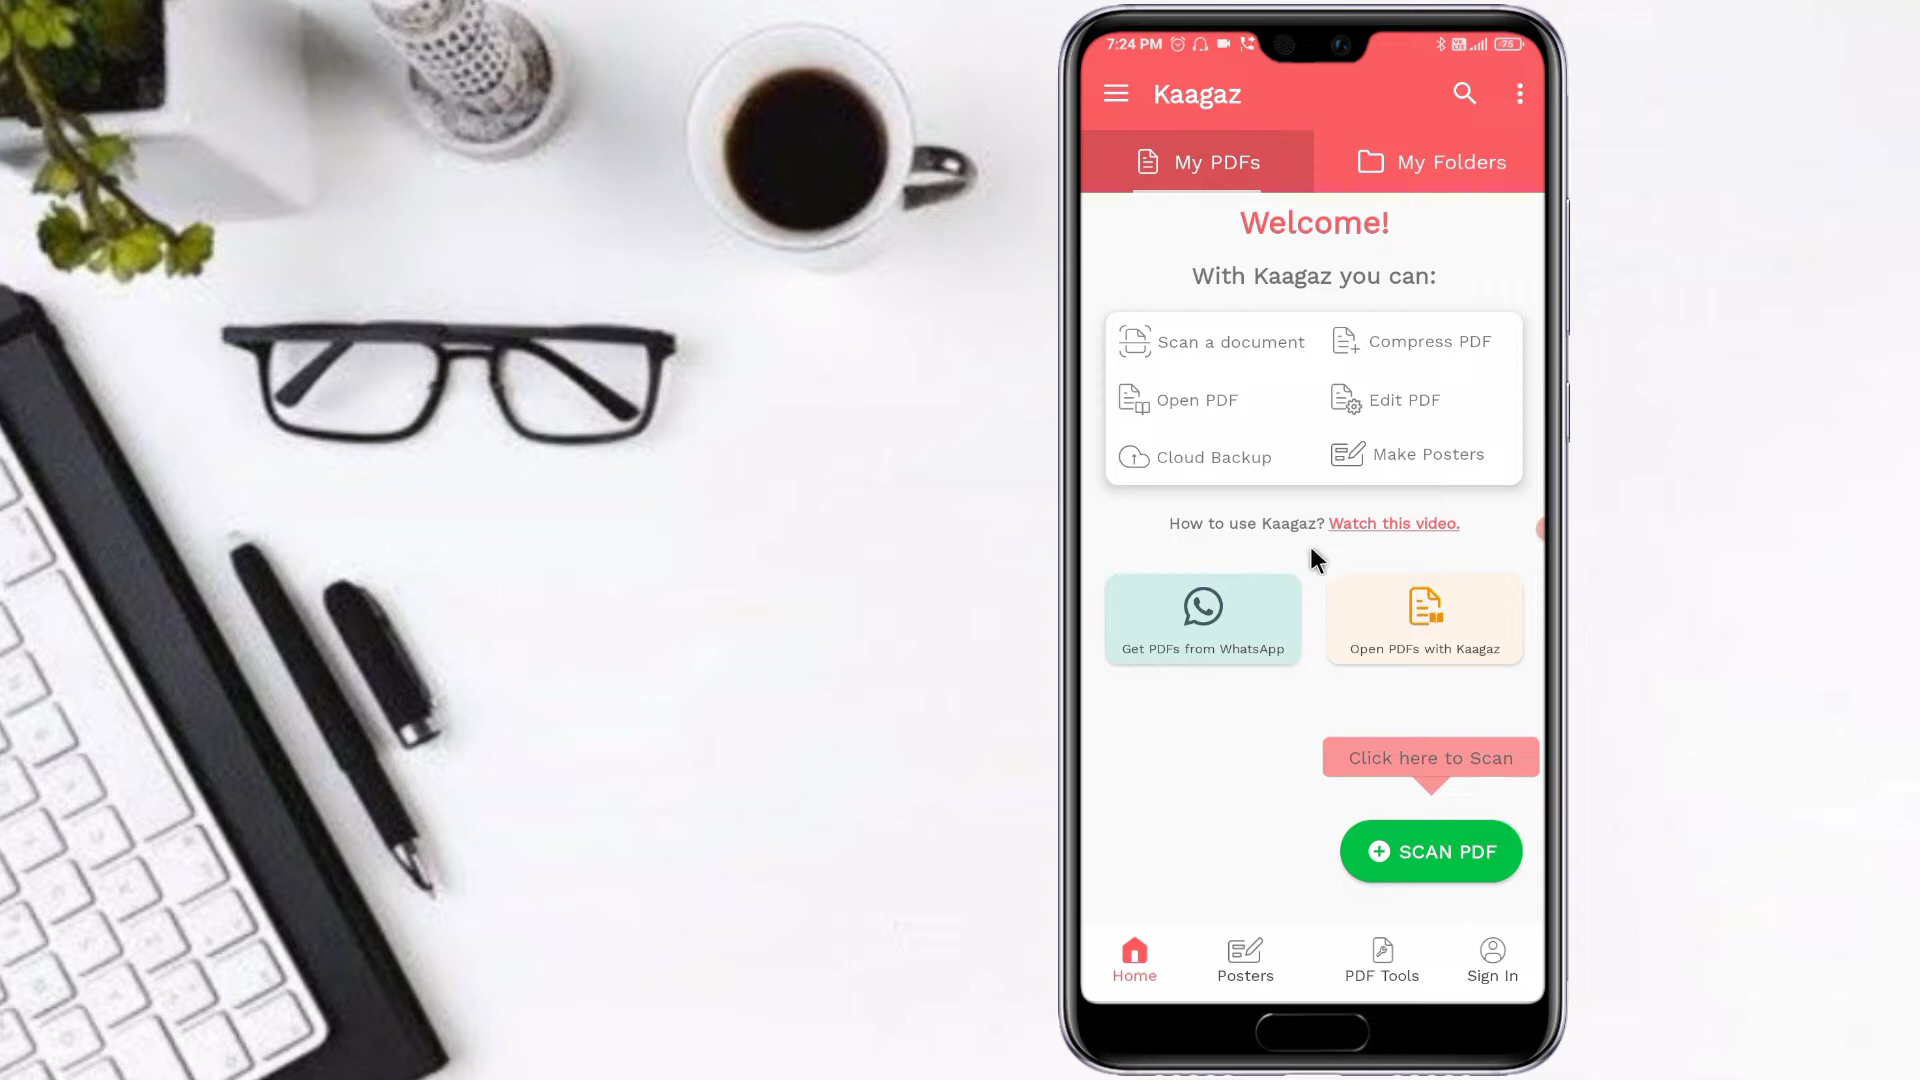 7:24 PM
75
Kaagaz
My PDFs
My Folders
Welcome!
With Kaagaz you can:
Scan a document
Compress PDF
Open PDF
Edit PDF
Cloud Backup
Make Posters
How to use Kaagaz? Watch this video.
Get PDFs from WhatsApp
Open PDFs with Kaagaz
Click here to Scan
SCAN PDF
Home
Posters
PDF Tools
Sign In